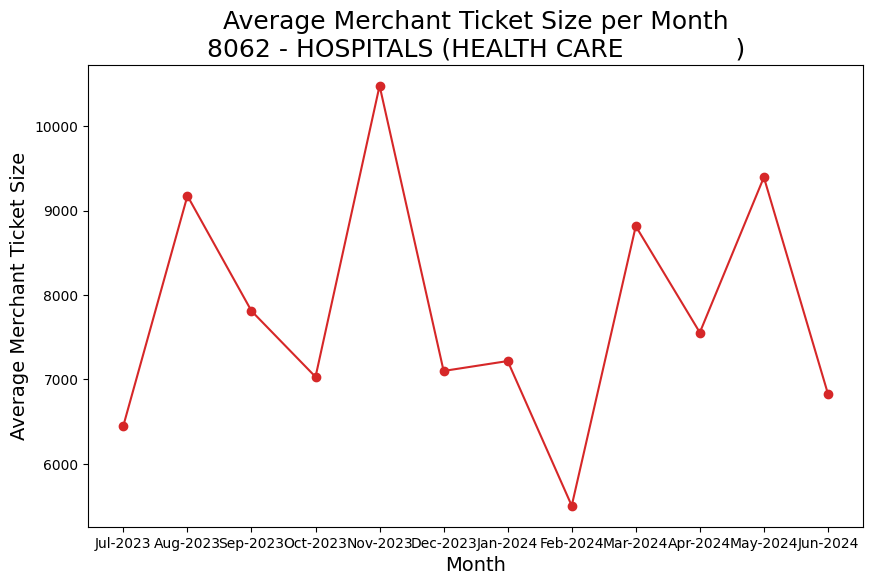 Average Merchant Ticket Size per Month
8062 - HOSPITALS (HEALTH CARE               )
Average Merchant Ticket Size
10000
9000
8000
7000
6000
Jul-2023 Aug-2023 Sep-2023 Oct-2023 Nov-2023 Dec-2023 Jan-2024 Feb-2024 Mar-2024 Apr-2024 May-2024 Jun-2024
Month